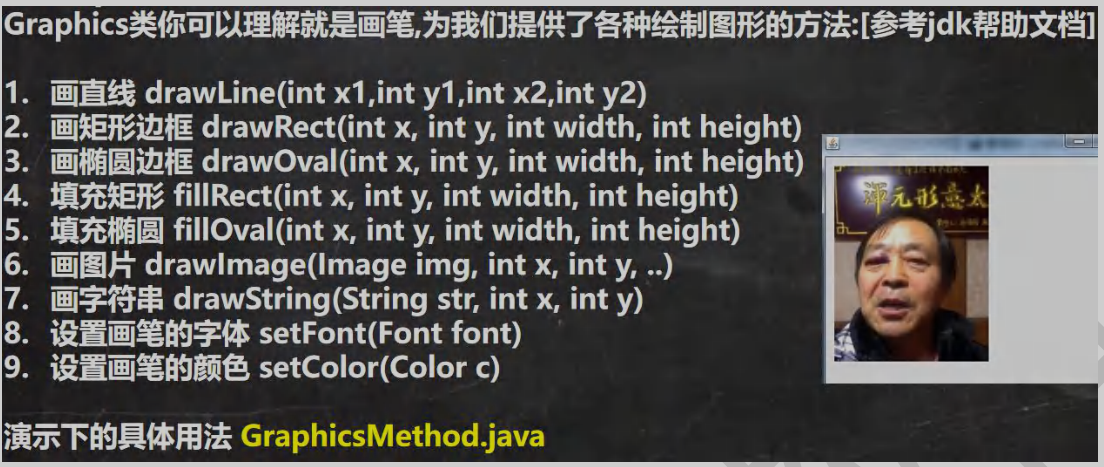 Graphics类你可以理解就是画笔,为我们提供了各种绘制图形的方法:[参考jdk帮助文档]
1. 画直线 drawLine(int x1,int y1,int x2,int y2)
2. 画矩形边框 drawRect(int x, int y, int width, int height)
3. 画椭圆边框 drawOval(int x, int y, int width, int height)
4. 填充矩形 fillRect(int x, int y, int width, int height)
5. 填充椭圆 fillOval(int x, int y, int width, int height)
6. 画图片 drawImage(Image img, int x, int y, ..)
7. 画字符串 drawString(String str, int x, int y)
8. 设置画笔的字体 setFont(Font font)
9. 设置画笔的颜色 setColor(Color c)
浑元形意太
演示下的具体用法 GraphicsMethod.java